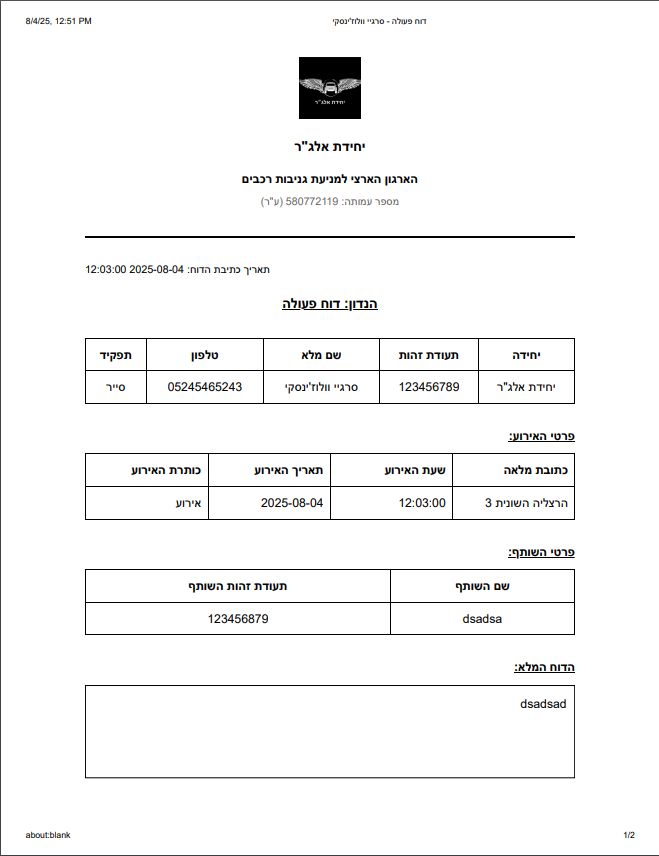 8/4/25, 12:51 PM דוח פעולה - סרגיי וולוז'ינסקי
יחידת אלג"ר
יחידת אלג"ר
הארגון הארצי למניעת גניבות רכבים
מספר עמותה: 580772119 (ע"ר)
תאריך כתיבת הדוח: 2025-08-04 12:03:00
הנדון: דוח פעולה
יחידה תעודת זהות שם מלא טלפון תפקיד
יחידת אלג"ר 123456789 סרגיי וולוז'ינסקי 05245465243 סייר
פרטי האירוע:
כתובת מלאה שעת האירוע תאריך האירוע כותרת האירוע
הרצליה השונית 3 12:03:00 2025-08-04 אירוע
פרטי השותף:
שם השותף תעודת זהות השותף
dsadsa 123456879
הדוח המלא:
dsadsad
about:blank 1/2